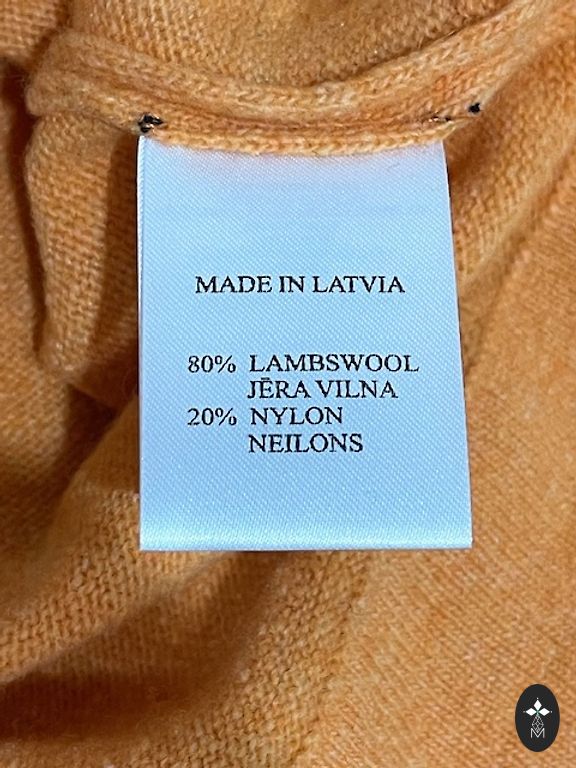 MADE IN LATVIA
80% LAMBSWOOL
JĒRA VILNA
20% NYLON
NEILONS
M